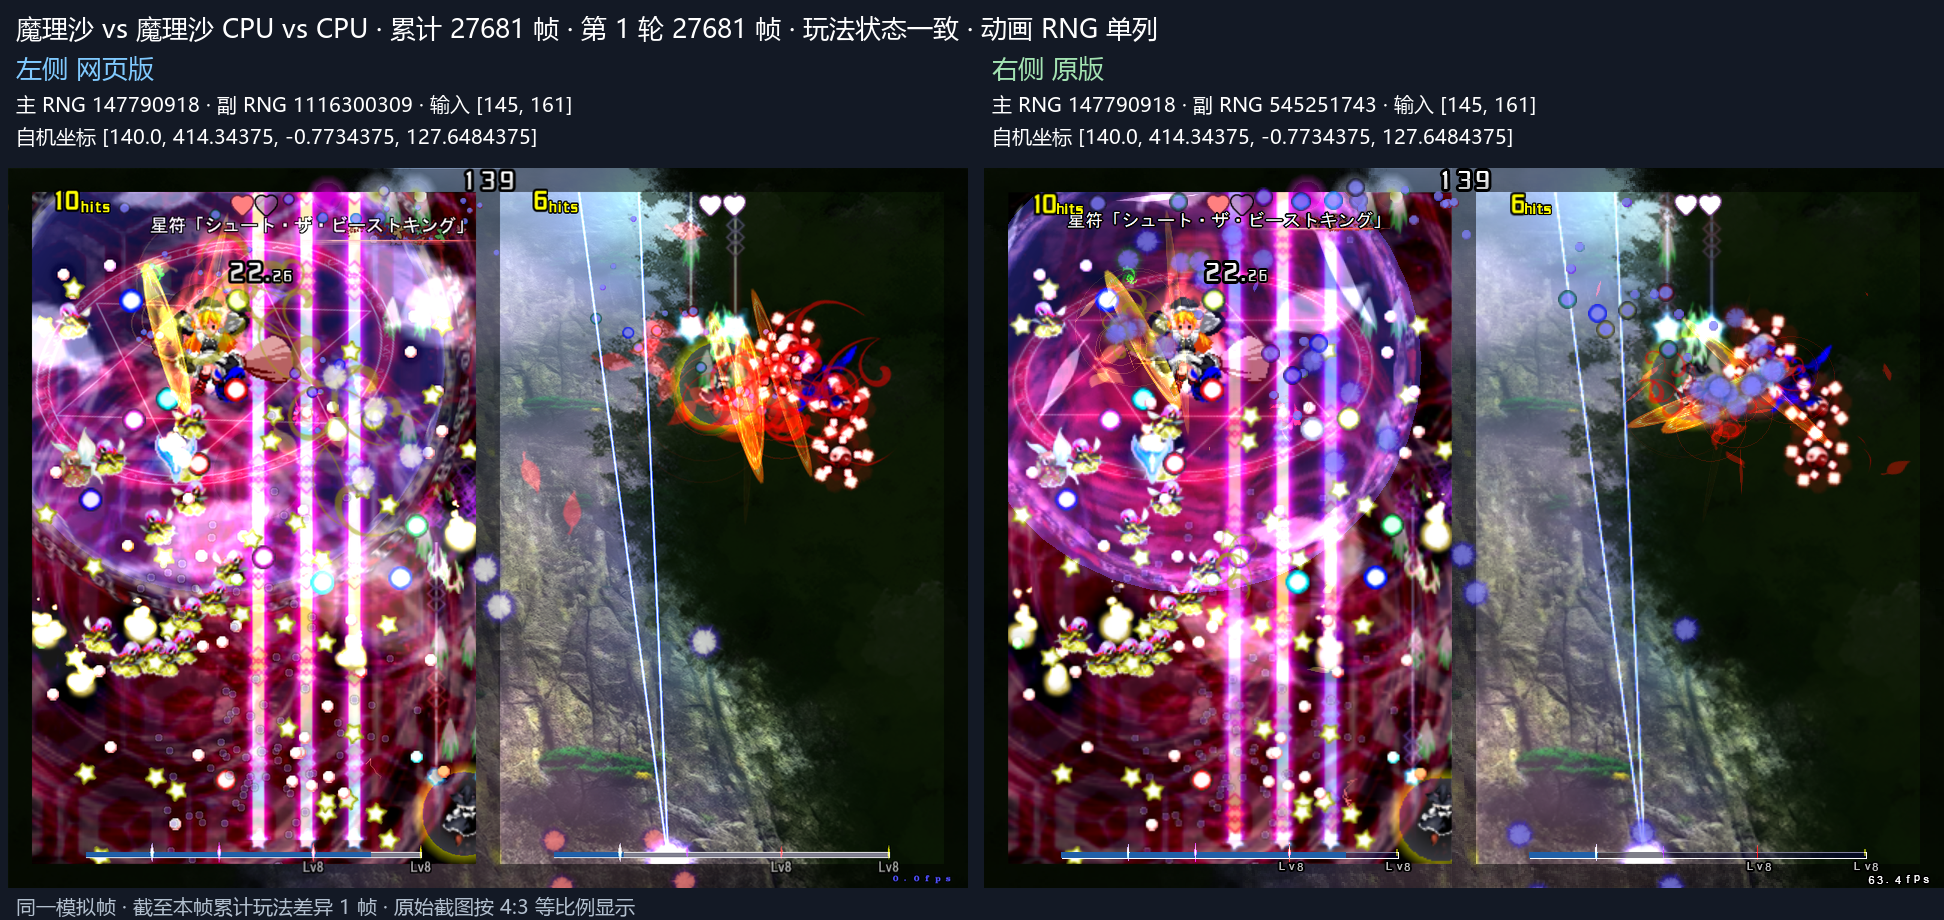 魔理沙 vs 魔理沙 CPU vs CPU · 累计 27681 帧 · 第 1 轮 27681 帧 · 玩法状态一致 · 动画 RNG 单列
左侧 网页版
主 RNG 147790918 · 副 RNG 1116300309 · 输入 [145, 161]
自机坐标 [140.0, 414.34375, -0.7734375, 127.6484375]
右侧 原版
主 RNG 147790918 · 副 RNG 545251743 · 输入 [145, 161]
自机坐标 [140.0, 414.34375, -0.7734375, 127.6484375]
139
10hits
6hits
星符「シュート・ザ・ビーストキング」
22.26
Lv8
Lv8
Lv8
Lv8
0.0fps
139
10hits
6hits
星符「シュート・ザ・ビーストキング」
22.26
Lv8
Lv8
Lv8
Lv8
63.4fps
同一模拟帧 · 截至本帧累计玩法差异 1 帧 · 原始截图按 4:3 等比例显示